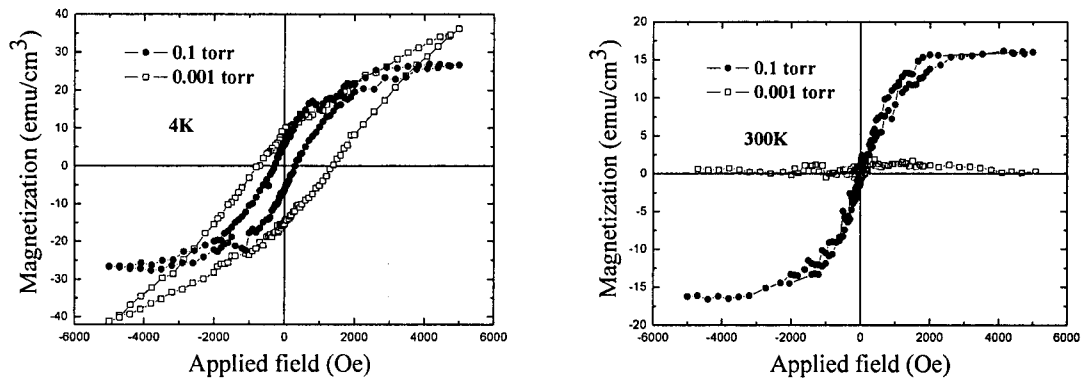 40
30
20
10
0
-10
-20
-30
-40
Magnetization (emu/cm³)
0.1 torr
0.001 torr
4K
-6000 -4000 -2000 0 2000 4000 6000
Applied field (Oe)
20
15
10
5
0
-5
-10
-15
-20
Magnetization (emu/cm³)
0.1 torr
0.001 torr
300K
-6000 -4000 -2000 0 2000 4000 6000
Applied field (Oe)